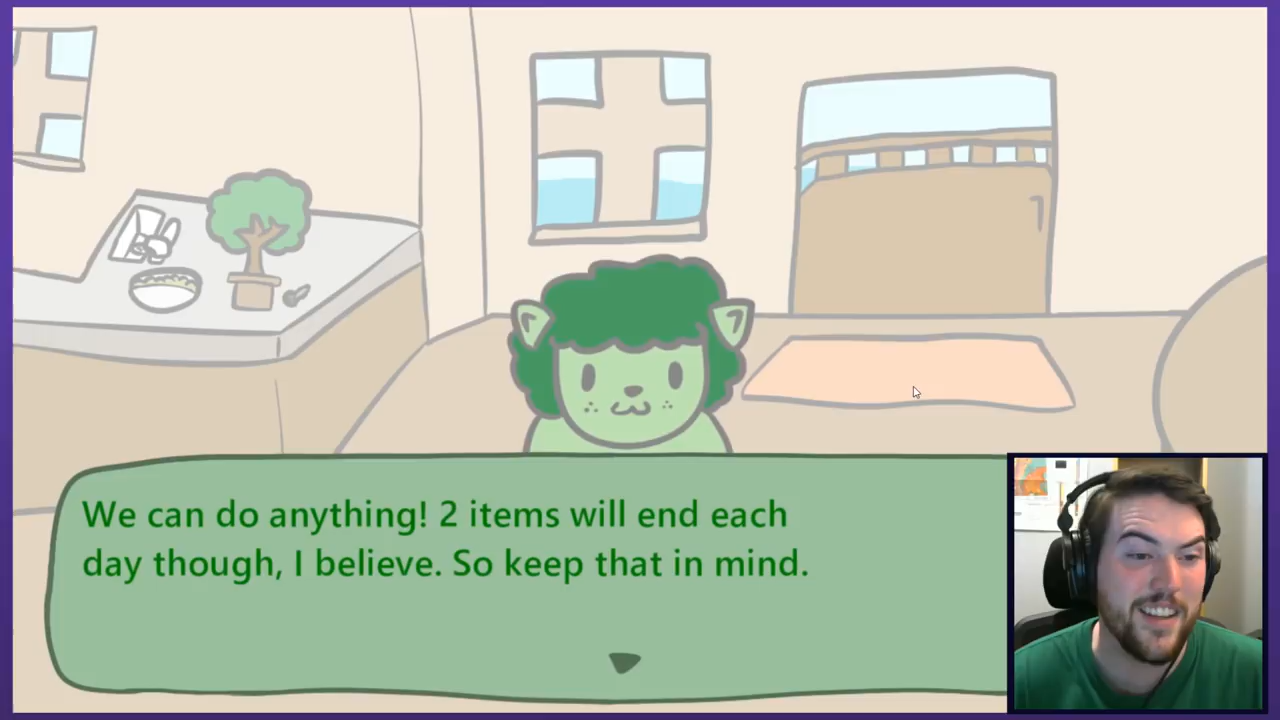 We can do anything! 2 items will end each
day though, I believe. So keep that in mind.